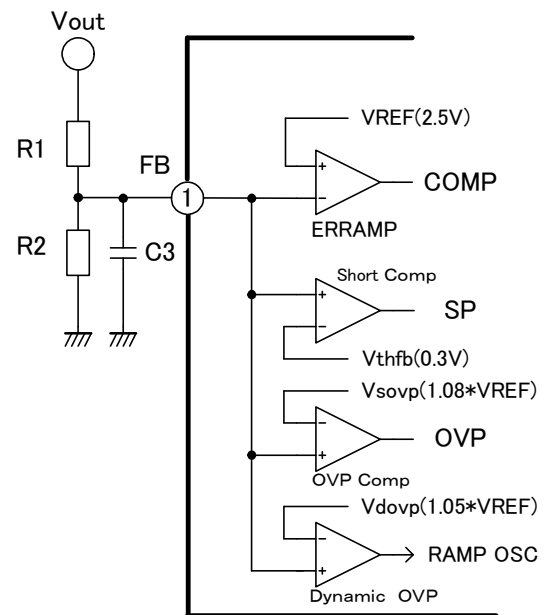 Vout
R1
R2
C3
FB
1
VREF(2.5V)
+
-
COMP
ERRAMP
Short Comp
+
-
SP
Vthfb(0.3V)
Vsovp(1.08*VREF)
-
+
OVP
OVP Comp
Vdovp(1.05*VREF)
-
+
RAMP OSC
Dynamic OVP